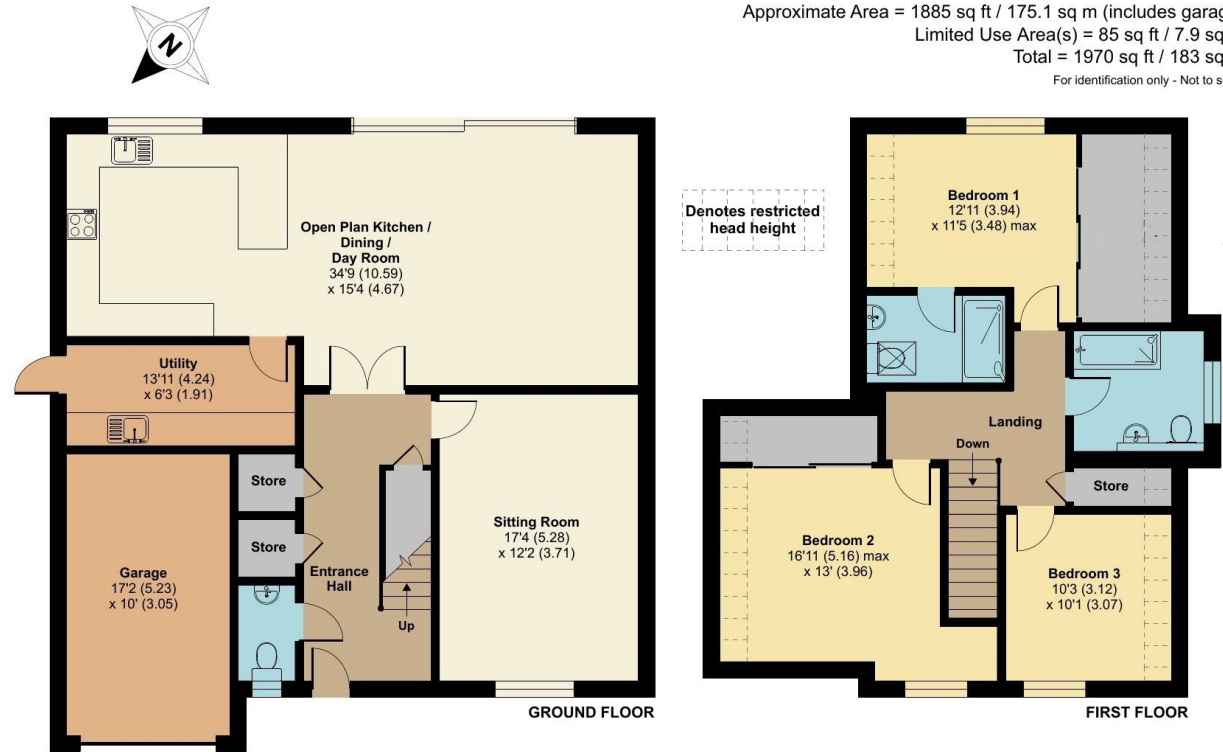 Approximate Area = 1885 sq ft / 175.1 sq m (includes garag
Limited Use Area(s) = 85 sq ft / 7.9 sq
Total = 1970 sq ft / 183 sq
For identification only - Not to s
N
Open Plan Kitchen /
Dining /
Day Room
34'9 (10.59)
x 15'4 (4.67)
Utility
13'11 (4.24)
x 6'3 (1.91)
Store
Store
Garage
17'2 (5.23)
x 10' (3.05)
Entrance
Hall
Up
Sitting Room
17'4 (5.28)
x 12'2 (3.71)
GROUND FLOOR
Denotes restricted
head height
Bedroom 1
12'11 (3.94)
x 11'5 (3.48) max
Landing
Down
Store
Bedroom 2
16'11 (5.16) max
x 13' (3.96)
Bedroom 3
10'3 (3.12)
x 10'1 (3.07)
FIRST FLOOR